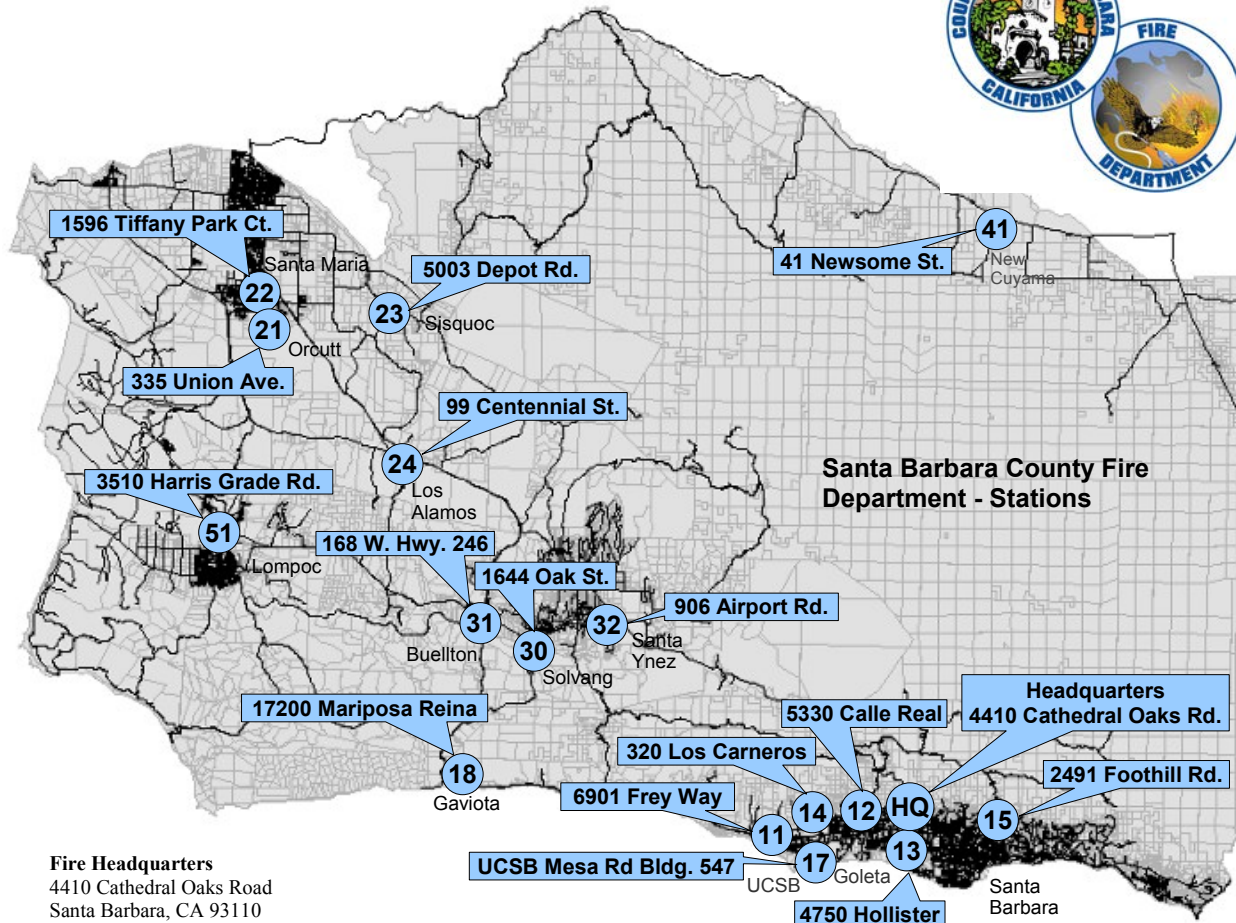 COU
BARA
CALIFORNIA
FIRE
DEPARTMENT
1596 Tiffany Park Ct.
Santa Maria
22
21
Orcutt
335 Union Ave.
5003 Depot Rd.
23
Sisquoc
41 Newsome St.
41
New
Cuyama
99 Centennial St.
24
Los
Alamos
3510 Harris Grade Rd.
51
Lompoc
Santa Barbara County Fire
Department - Stations
168 W. Hwy. 246
31
Buellton
1644 Oak St.
30
Solvang
906 Airport Rd.
32
Santa
Ynez
17200 Mariposa Reina
18
Gaviota
Headquarters
4410 Cathedral Oaks Rd.
HQ
5330 Calle Real
12
320 Los Carneros
14
2491 Foothill Rd.
15
6901 Frey Way
11
UCSB Mesa Rd Bldg. 547
17
UCSB
Goleta
13
4750 Hollister
Santa
Barbara
Fire Headquarters
4410 Cathedral Oaks Road
Santa Barbara, CA 93110